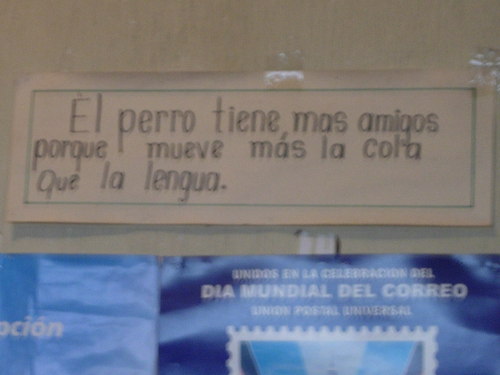 El perro tiene mas amigos
porque mueve más la cola
Que la lengua.
UNIDOS EN LA CELEBRACION DEL
DIA MUNDIAL DEL CORREO
UNION POSTAL UNIVERSAL
pción